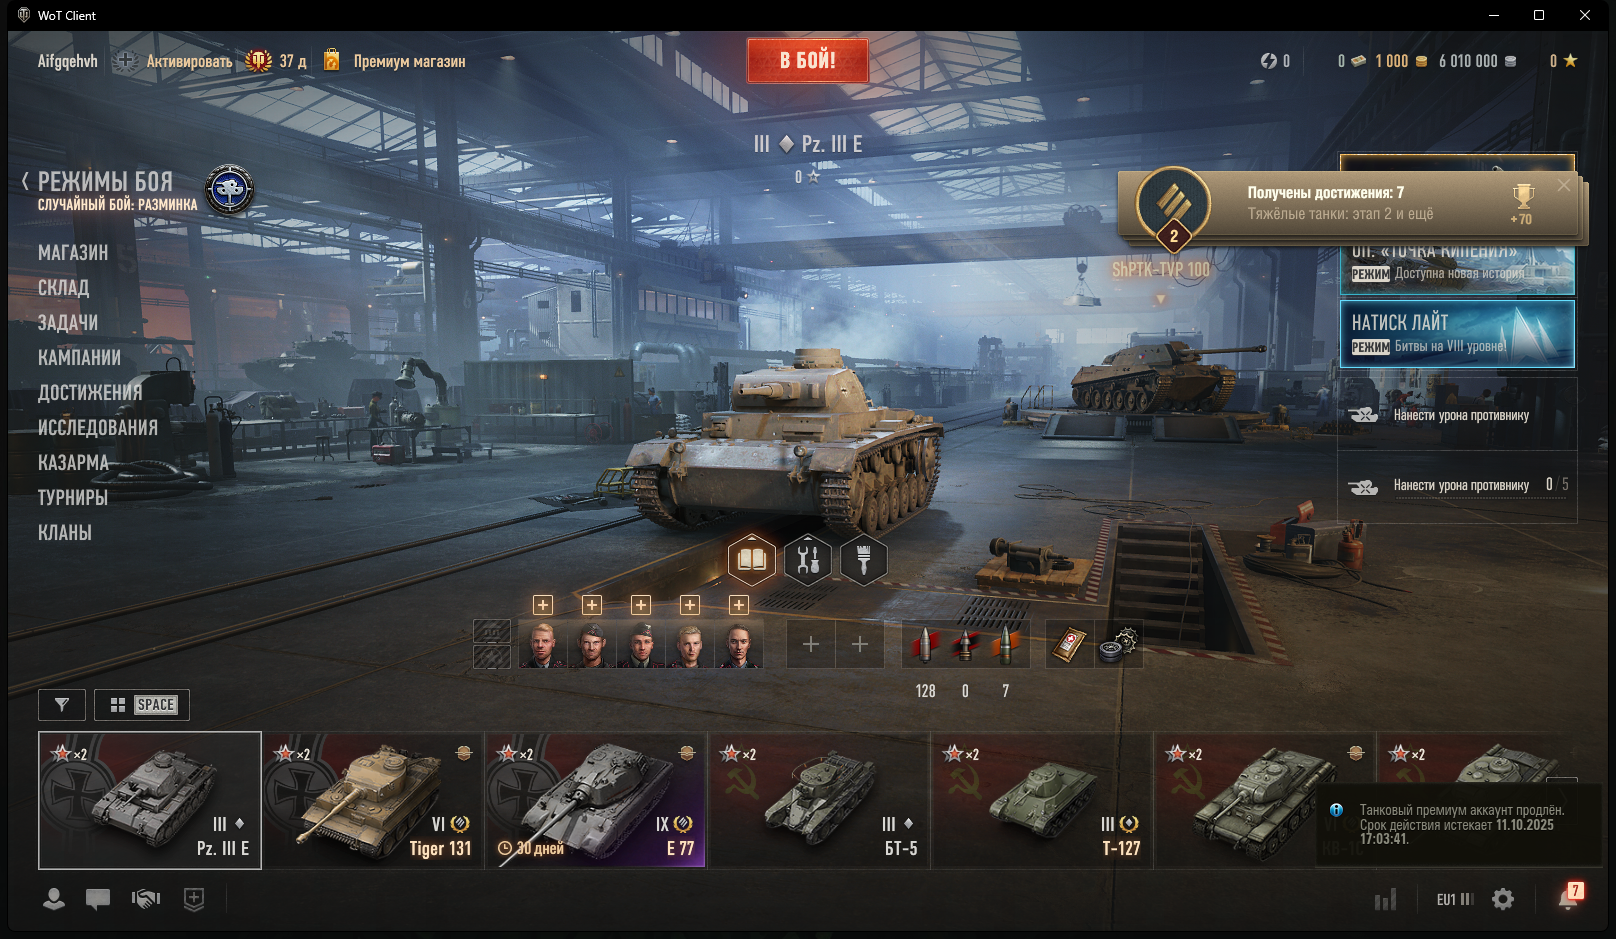 WoT Client
Aifgqehvh
Активировать
37 д
Премиум магазин
В БОЙ!
0
0
1 000
6 010 000
0
III Pz. III E
0
РЕЖИМЫ БОЯ
СЛУЧАЙНЫЙ БОЙ: РАЗМИНКА
МАГАЗИН
СКЛАД
ЗАДАЧИ
КАМПАНИИ
ДОСТИЖЕНИЯ
ИССЛЕДОВАНИЯ
КАЗАРМА
ТУРНИРЫ
КЛАНЫ
Получены достижения: 7
Тяжёлые танки: этап 2 и ещё
+70
2
ShPTK-TVP 100
ОП. «ТОЧКА КИПЕНИЯ»
РЕЖИМ Доступна новая история
НАТИСК ЛАЙТ
РЕЖИМ Битвы на VIII уровне!
Нанести урона противнику
Нанести урона противнику 0 / 5
128 0 7
SPACE
×2
III
Pz. III E
×2
VI
Tiger 131
×2
IX
30 дней
E 77
×2
III
БТ-5
×2
III
Т-127
×2
×2
Танковый премиум аккаунт продлён.
Срок действия истекает 11.10.2025
17:03:41.
EU1
7